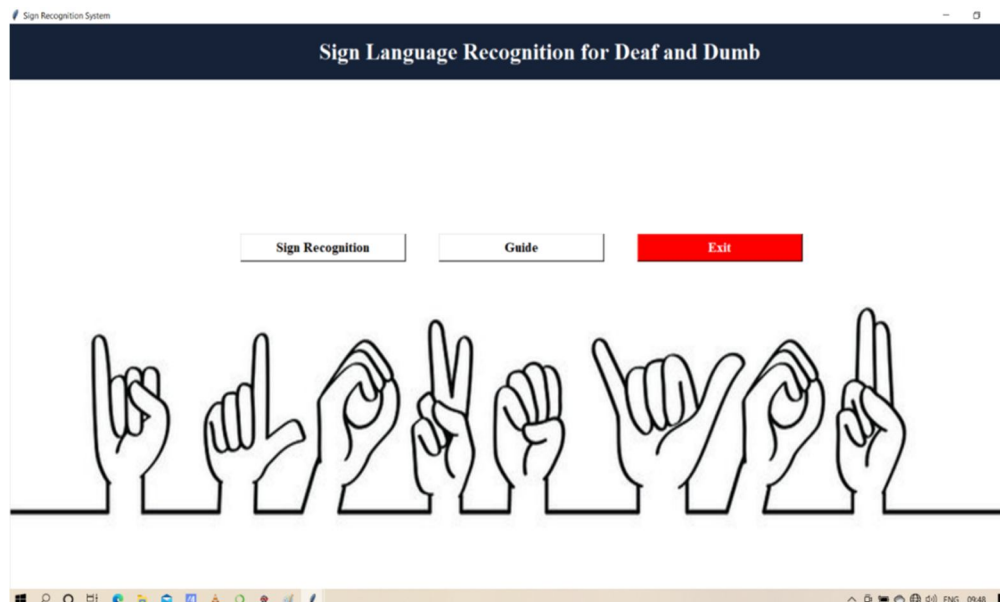 Sign Recognition System
Sign Language Recognition for Deaf and Dumb
Sign Recognition Guide Exit
ENG 09:48